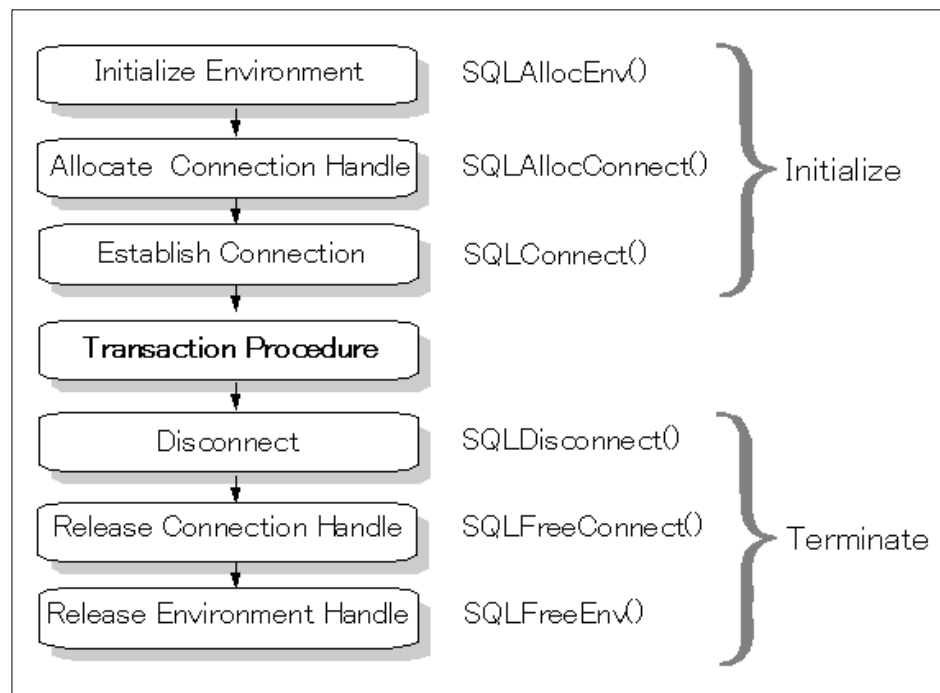 Initialize Environment
SQLAllocEnv()
Allocate Connection Handle
SQLAllocConnect()
Initialize
Establish Connection
SQLConnect()
Transaction Procedure
Disconnect
SQLDisconnect()
Release Connection Handle
SQLFreeConnect()
Terminate
Release Environment Handle
SQLFreeEnv()